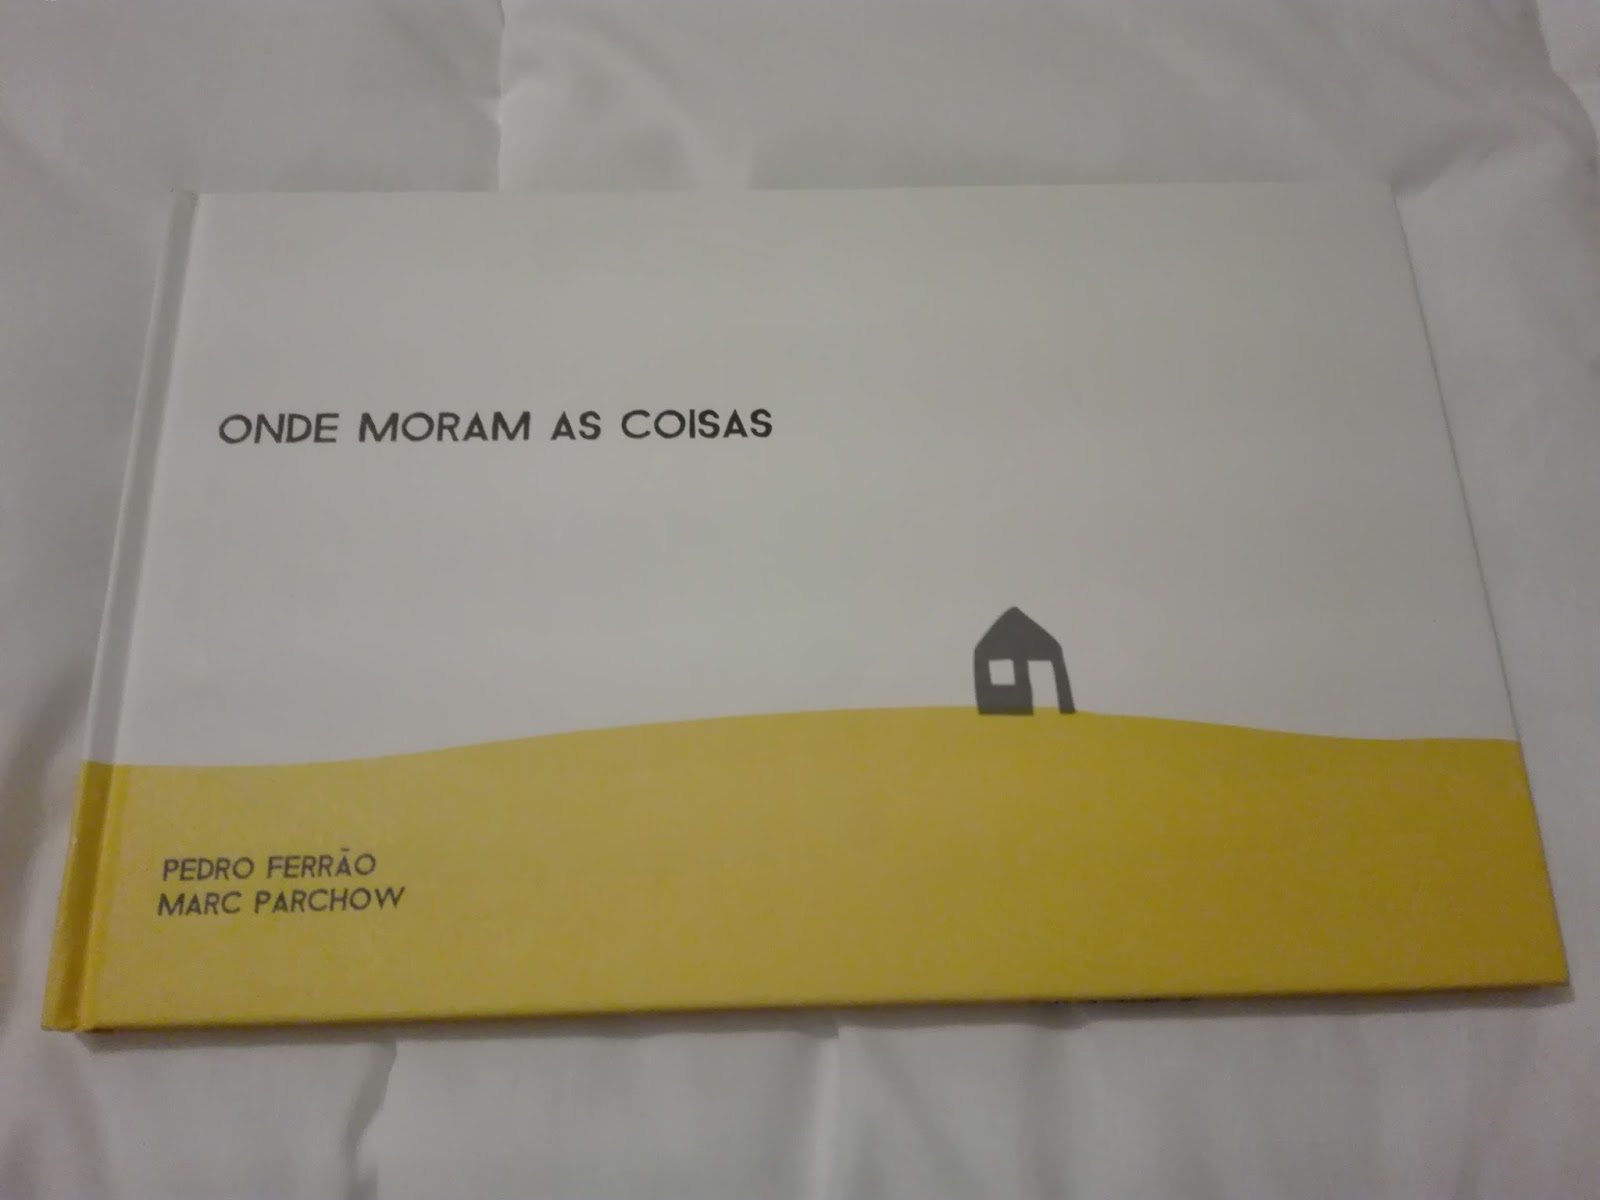 ONDE MORAM AS COISAS
PEDRO FERRÃO
MARC PARCHOW